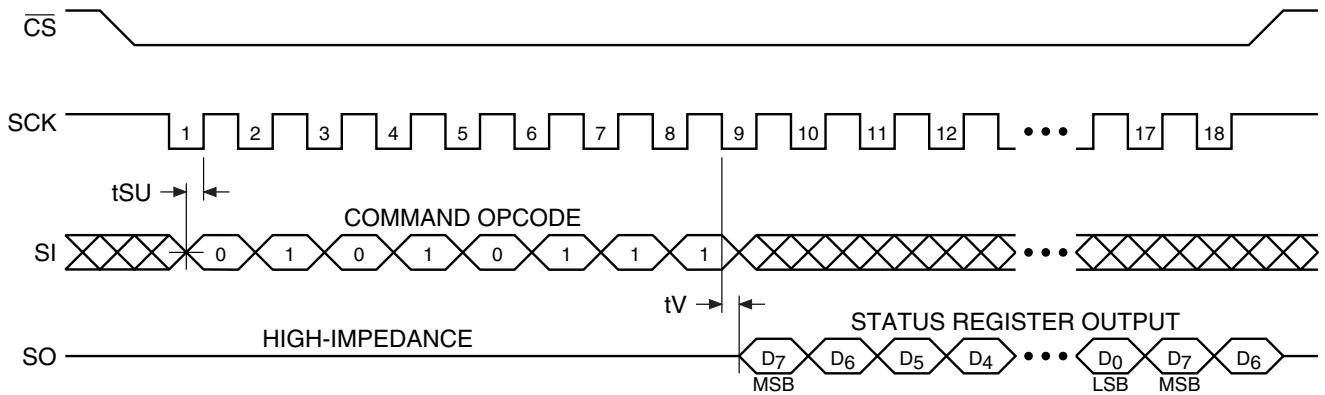 CS
SCK 1 2 3 4 5 6 7 8 9 10 11 12 17 18
tSU
COMMAND OPCODE
SI 0 1 0 1 0 1 1 1
tV
HIGH-IMPEDANCE
STATUS REGISTER OUTPUT
SO D7 D6 D5 D4 D0 D7 D6
MSB LSB MSB